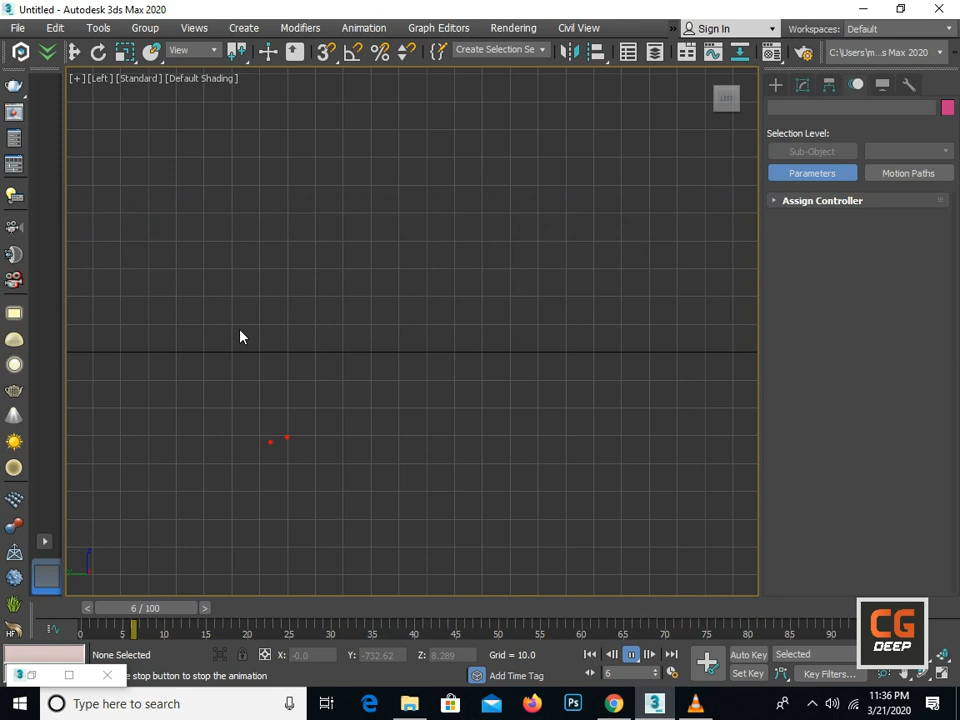 Untitled - Autodesk 3ds Max 2020
File Edit Tools Group Views Create Modifiers Animation Graph Editors Rendering Civil View » Sign In Workspaces: Default
View Create Selection Se C:\Users\m...s Max 2020
[+] [Left] [Standard] [Default Shading]
LEFT
Selection Level:
Sub-Object
Parameters Motion Paths
Assign Controller
< 6 / 100 >
0 5 10 15 20 25 30 35 40 45 50 55 60 65 70 75 80 85 90
CG
DEEP
None Selected X: -0.0 Y: -732.62 Z: 8.289 Grid = 10.0 Auto Key Selected
e stop button to stop the animation Add Time Tag 6 Set Key Key Filters...
Type here to search
11:36 PM
3/21/2020